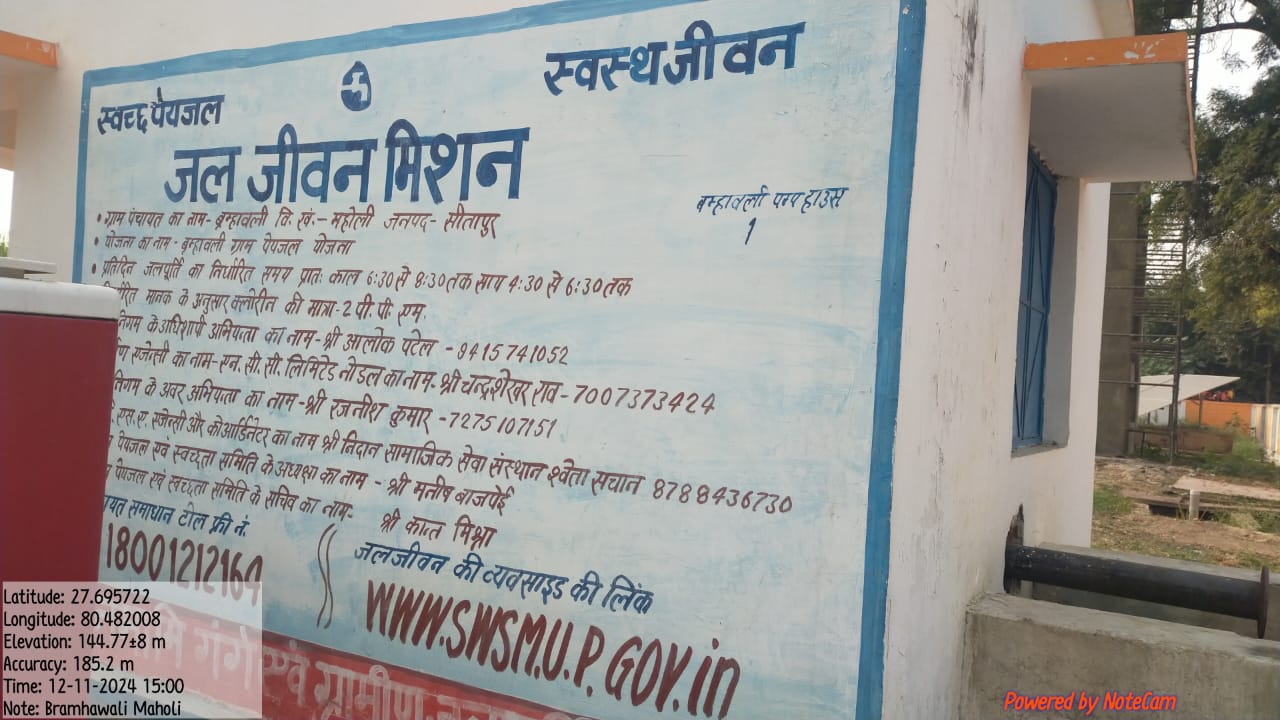 स्वच्छ पेयजल
स्वस्थ जीवन
जल जीवन मिशन
बम्हावली पम्प हाउस
1
• ग्राम पंचायत का नाम- ब्रम्हावली वि. खं.- महोली जनपद- सीतापुर
• योजना का नाम - ब्रम्हावली ग्राम पेयजल योजना
• प्रतिदिन जलपूर्ति का निर्धारित समय प्रातः काल 6:30 से 8:30 तक साय 4:30 से 6:30 तक
मानक के अनुसार क्लोरीन की मात्रा- 2 पी. पी. एम.
निगम के अधिशाषी अभियन्ता का नाम- श्री आलोक पटेल - 9415741052
एजेन्सी का नाम- एन. सी. सी. लिमिटेड नोडल का नाम- श्री चन्द्रशेखर राव- 7007373424
निगम के अवर अभियन्ता का नाम- श्री रजनीश कुमार - 7275107151
एस. ए. एजेन्सी और कोआर्डिनेटर का नाम श्री निदान सामाजिक सेवा संस्थान श्वेता सचान 8788436730
पेयजल एवं स्वच्छता समिति के अध्यक्ष का नाम - श्री मनीष बाजपेई
पेयजल एवं स्वच्छता समिति के सचिव का नाम- श्री कान्त मिश्रा
समाधान टोल फ्री नं.
18001212164
जलजीवन की व्यवसाइड की लिंक
WWW.SWSM.U.P.GOV.in
गंगे एवं ग्रामीण
Latitude: 27.695722
Longitude: 80.482008
Elevation: 144.77±8 m
Accuracy: 185.2 m
Time: 12-11-2024 15:00
Note: Bramhawali Maholi
Powered by NoteCam